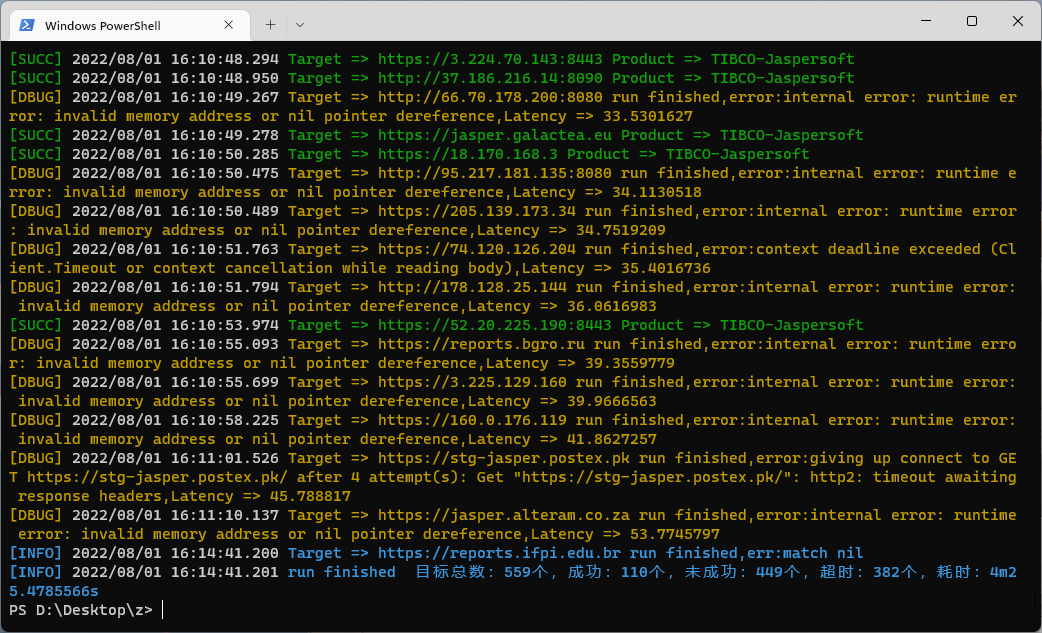 Windows PowerShell
[SUCC] 2022/08/01 16:10:48.294 Target => https://3.224.70.143:8443 Product => TIBCO-Jaspersoft
[SUCC] 2022/08/01 16:10:48.950 Target => http://37.186.216.14:8090 Product => TIBCO-Jaspersoft
[DBUG] 2022/08/01 16:10:49.267 Target => http://66.70.178.200:8080 run finished,error:internal error: runtime er
ror: invalid memory address or nil pointer dereference,Latency => 33.5301627
[SUCC] 2022/08/01 16:10:49.278 Target => https://jasper.galactea.eu Product => TIBCO-Jaspersoft
[SUCC] 2022/08/01 16:10:50.285 Target => https://18.170.168.3 Product => TIBCO-Jaspersoft
[DBUG] 2022/08/01 16:10:50.475 Target => http://95.217.181.135:8080 run finished,error:internal error: runtime e
rror: invalid memory address or nil pointer dereference,Latency => 34.1130518
[DBUG] 2022/08/01 16:10:50.489 Target => https://205.139.173.34 run finished,error:internal error: runtime error
: invalid memory address or nil pointer dereference,Latency => 34.7519209
[DBUG] 2022/08/01 16:10:51.763 Target => https://74.120.126.204 run finished,error:context deadline exceeded (Cl
ient.Timeout or context cancellation while reading body),Latency => 35.4016736
[DBUG] 2022/08/01 16:10:51.794 Target => http://178.128.25.144 run finished,error:internal error: runtime error:
 invalid memory address or nil pointer dereference,Latency => 36.0616983
[SUCC] 2022/08/01 16:10:53.974 Target => https://52.20.225.190:8443 Product => TIBCO-Jaspersoft
[DBUG] 2022/08/01 16:10:55.093 Target => https://reports.bgro.ru run finished,error:internal error: runtime erro
r: invalid memory address or nil pointer dereference,Latency => 39.3559779
[DBUG] 2022/08/01 16:10:55.699 Target => https://3.225.129.160 run finished,error:internal error: runtime error:
 invalid memory address or nil pointer dereference,Latency => 39.9666563
[DBUG] 2022/08/01 16:10:58.225 Target => https://160.0.176.119 run finished,error:internal error: runtime error:
 invalid memory address or nil pointer dereference,Latency => 41.8627257
[DBUG] 2022/08/01 16:11:01.526 Target => https://stg-jasper.postex.pk run finished,error:giving up connect to GE
T https://stg-jasper.postex.pk/ after 4 attempt(s): Get "https://stg-jasper.postex.pk/": http2: timeout awaiting
 response headers,Latency => 45.788817
[DBUG] 2022/08/01 16:11:10.137 Target => https://jasper.alteram.co.za run finished,error:internal error: runtime
 error: invalid memory address or nil pointer dereference,Latency => 53.7745797
[INFO] 2022/08/01 16:14:41.200 Target => https://reports.ifpi.edu.br run finished,err:match nil
[INFO] 2022/08/01 16:14:41.201 run finished 目标总数: 559个, 成功: 110个, 未成功: 449个, 超时: 382个, 耗时: 4m2
5.4785566s
PS D:\Desktop\z>